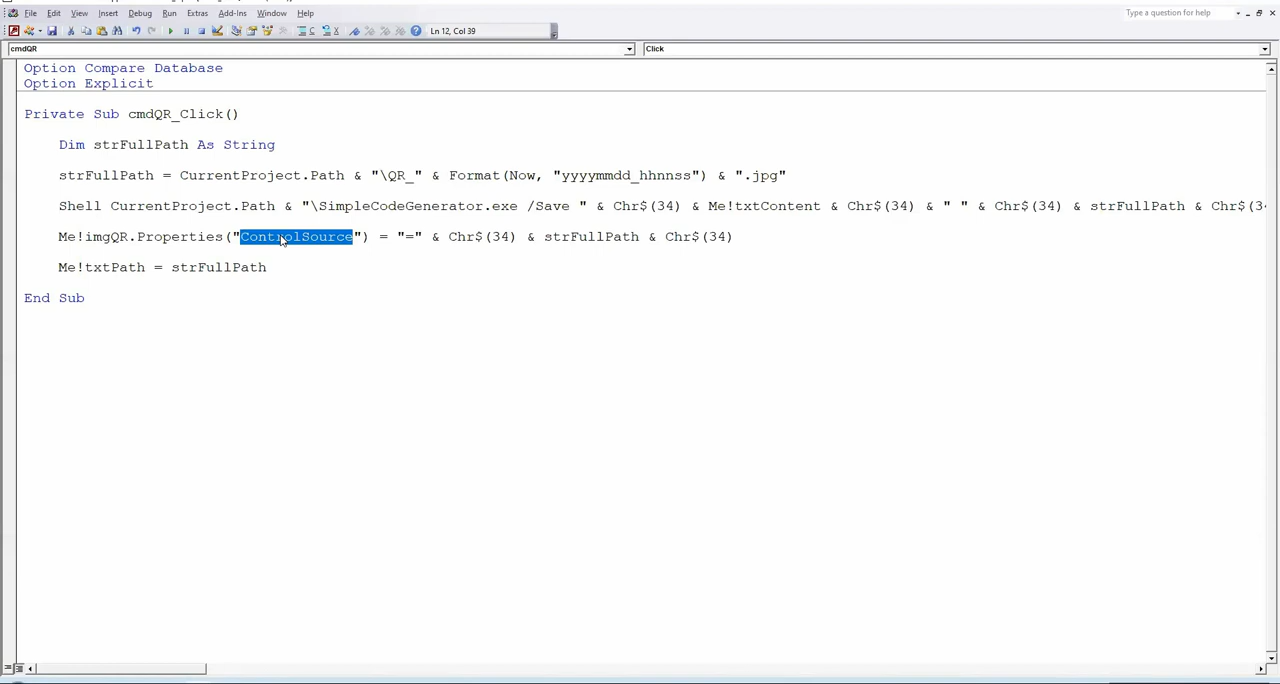 File Edit View Insert Debug Run Extras Add-Ins Window Help Type a question for help
Ln 12, Col 39
cmdQR Click
Option Compare Database
Option Explicit
Private Sub cmdQR_Click()
Dim strFullPath As String
strFullPath = CurrentProject.Path & "\QR_" & Format(Now, "yyyymmdd_hhnnss") & ".jpg"
Shell CurrentProject.Path & "\SimpleCodeGenerator.exe /Save " & Chr$(34) & Me!txtContent & Chr$(34) & " " & Chr$(34) & strFullPath & Chr$(3
Me!imgQR.Properties("ControlSource") = "=" & Chr$(34) & strFullPath & Chr$(34)
Me!txtPath = strFullPath
End Sub